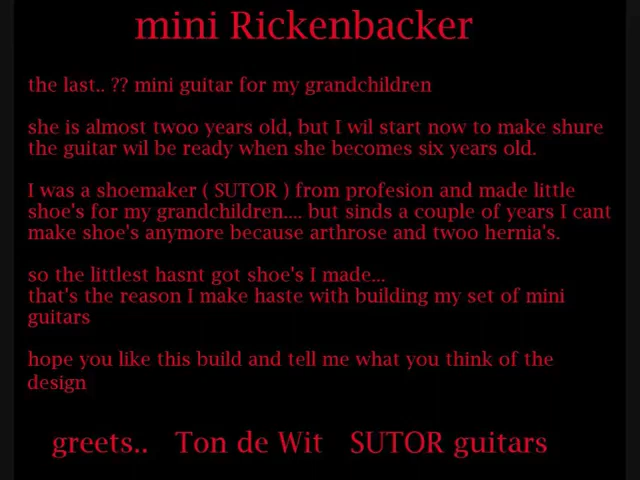 mini Rickenbacker
the last.. ?? mini guitar for my grandchildren
she is almost twoo years old, but I wil start now to make shure
the guitar wil be ready when she becomes six years old.
I was a shoemaker ( SUTOR ) from profesion and made little
shoe's for my grandchildren.... but sinds a couple of years I cant
make shoe's anymore because arthrose and twoo hernia's.
so the littlest hasnt got shoe's I made...
that's the reason I make haste with building my set of mini
guitars
hope you like this build and tell me what you think of the
design
greets.. Ton de Wit SUTOR guitars